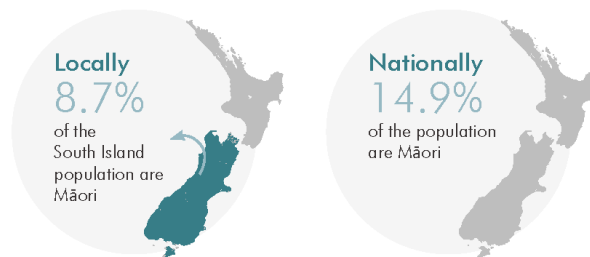 Locally
8.7%
of the
South Island
population are
Māori
Nationally
14.9%
of the population
are Māori